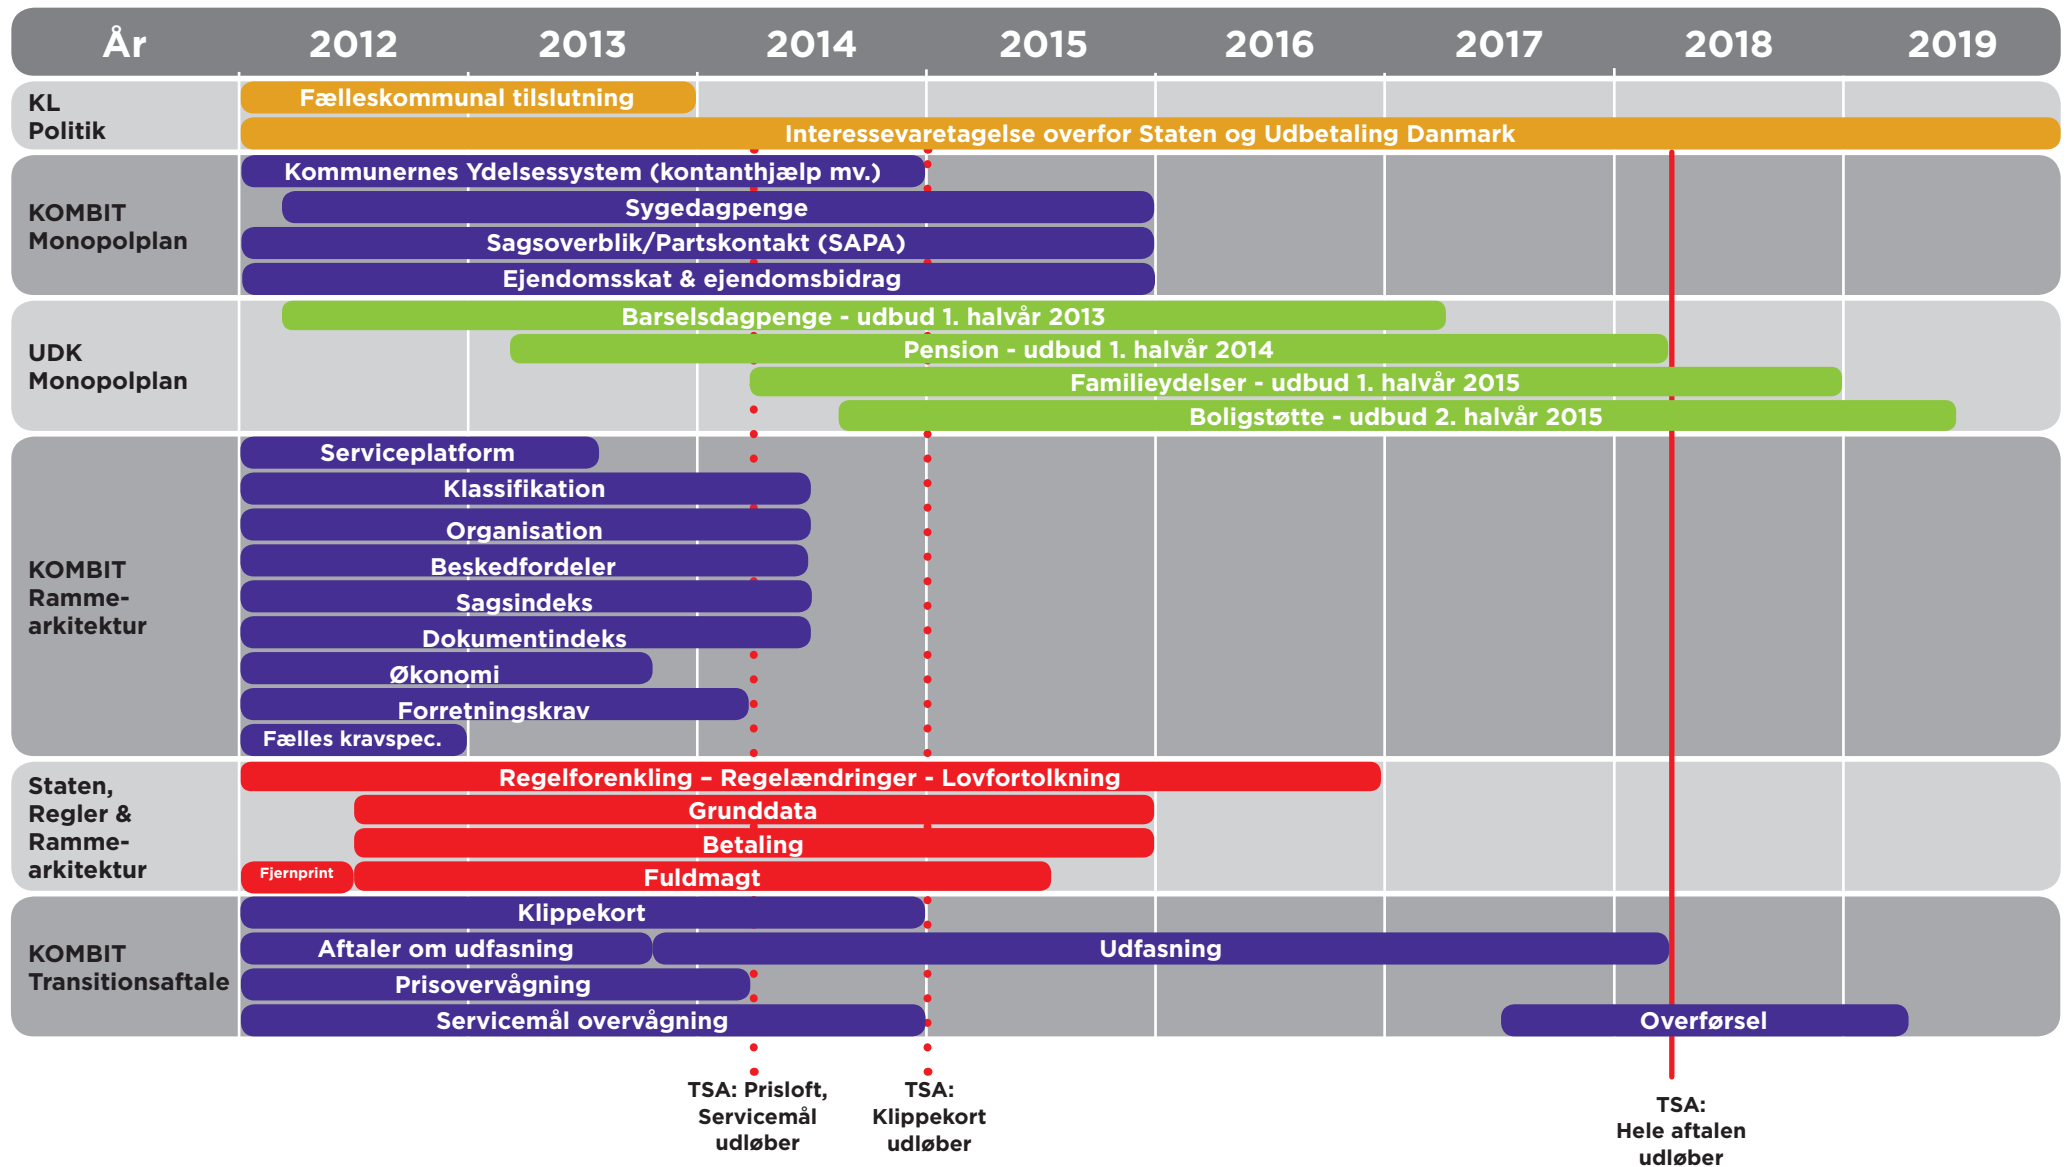 År 2012 2013 2014 2015 2016 2017 2018 2019
KL
Politik
Fælleskommunal tilslutning
Interessevaretagelse overfor Staten og Udbetaling Danmark
KOMBIT
Monopolplan
Kommunernes Ydelsessystem (kontanthjælp mv.)
Sygedagpenge
Sagsoverblik/Partskontakt (SAPA)
Ejendomsskat & ejendomsbidrag
UDK
Monopolplan
Barselsdagpenge - udbud 1. halvår 2013
Pension - udbud 1. halvår 2014
Familieydelser - udbud 1. halvår 2015
Boligstøtte - udbud 2. halvår 2015
KOMBIT
Ramme-
arkitektur
Serviceplatform
Klassifikation
Organisation
Beskedfordeler
Sagsindeks
Dokumentindeks
Økonomi
Forretningskrav
Fælles kravspec.
Staten,
Regler &
Ramme-
arkitektur
Regelforenkling – Regelændringer - Lovfortolkning
Grunddata
Betaling
Fjernprint Fuldmagt
KOMBIT
Transitionsaftale
Klippekort
Aftaler om udfasning Udfasning
Prisovervågning
Servicemål overvågning Overførsel
TSA: Prisloft,
Servicemål
udløber
TSA:
Klippekort
udløber
TSA:
Hele aftalen
udløber